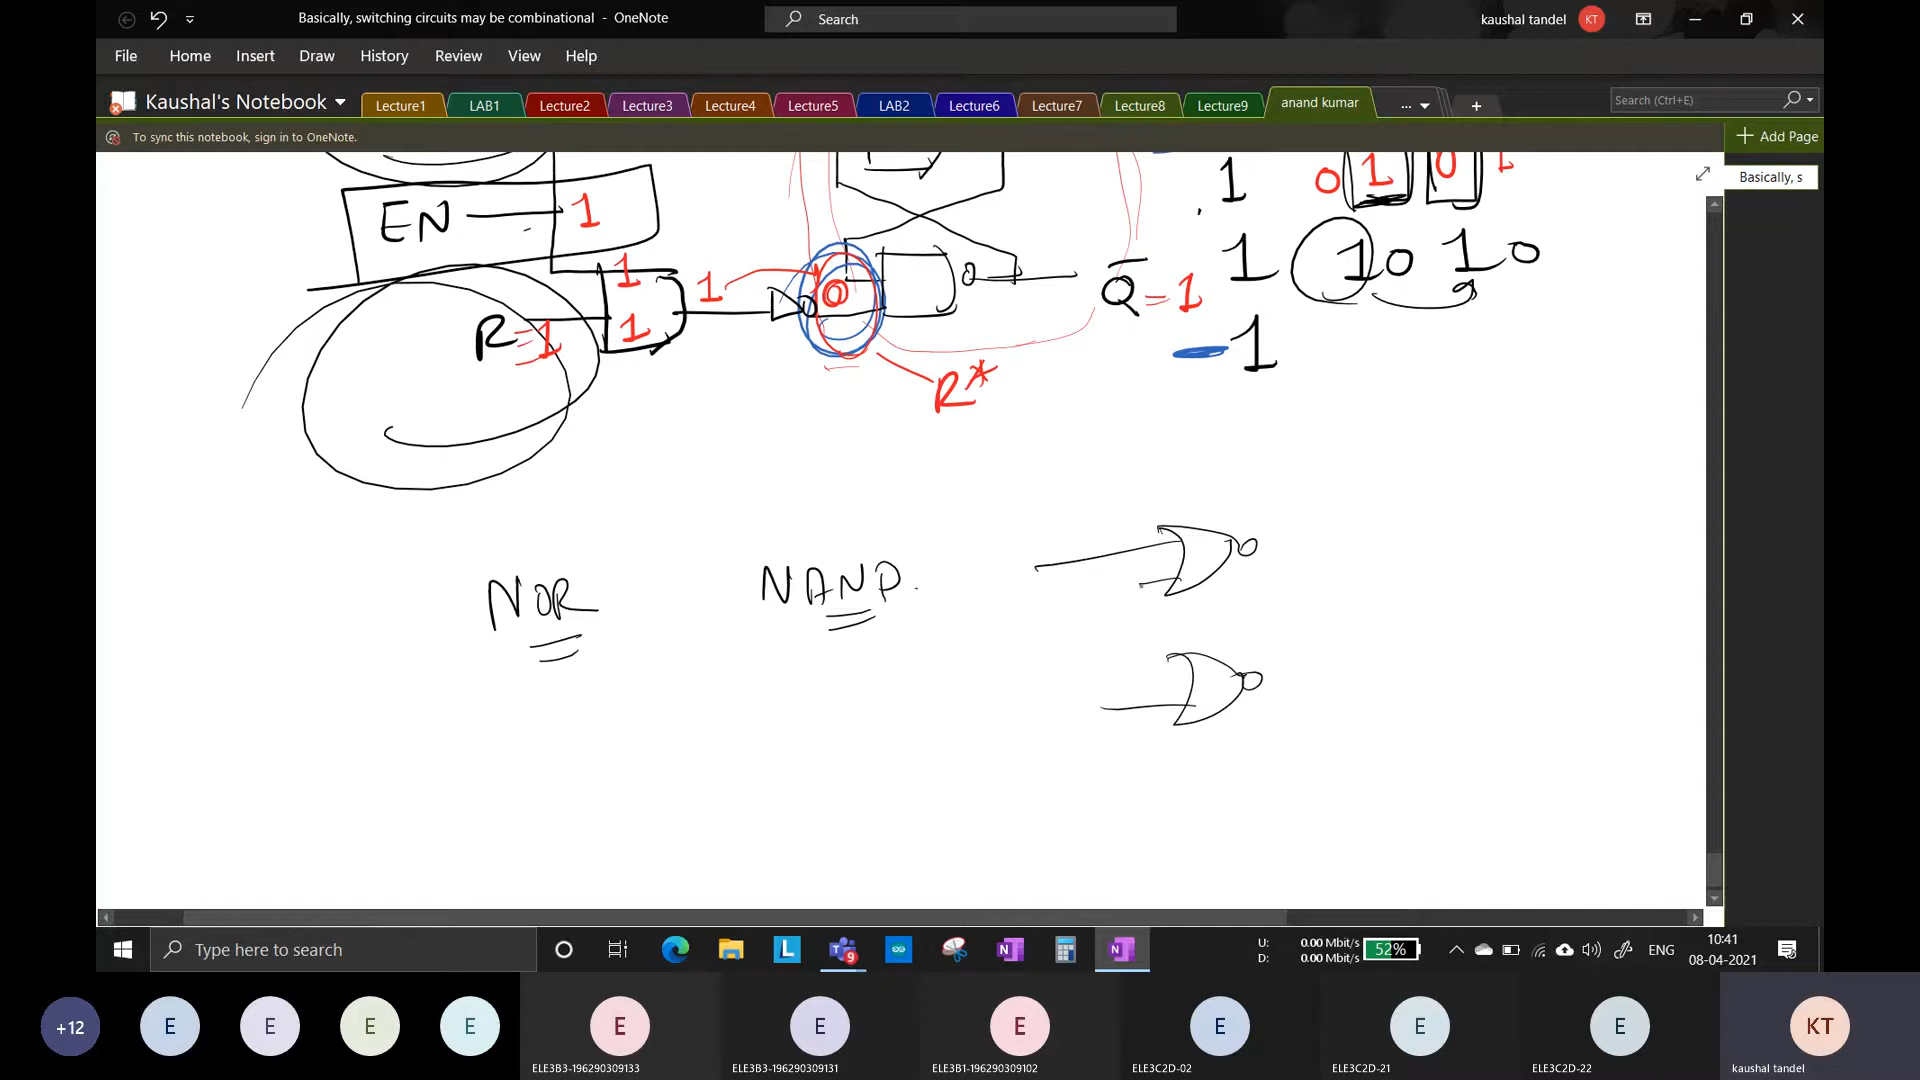 Basically, switching circuits may be combinational - OneNote
Search
kaushal tandel
KT
File Home Insert Draw History Review View Help
Kaushal's Notebook
Lecture1 LAB1 Lecture2 Lecture3 Lecture4 Lecture5 LAB2 Lecture6 Lecture7 Lecture8 Lecture9 anand kumar ... +
Search (Ctrl+E)
To sync this notebook, sign in to OneNote.
Add Page
Basically, s
1 0 1 0 1
EN 1
1 10 10
1 1 0 Q̅ = 1
R = 1 1
1
R*
NOR NAND
Type here to search
L
9
U: 0.00 Mbit/s
D: 0.00 Mbit/s
52%
ENG
10:41
08-04-2021
+12 E E E E E E E E E E KT
ELE3B3-196290309133 ELE3B3-196290309131 ELE3B1-196290309102 ELE3C2D-02 ELE3C2D-21 ELE3C2D-22 kaushal tandel